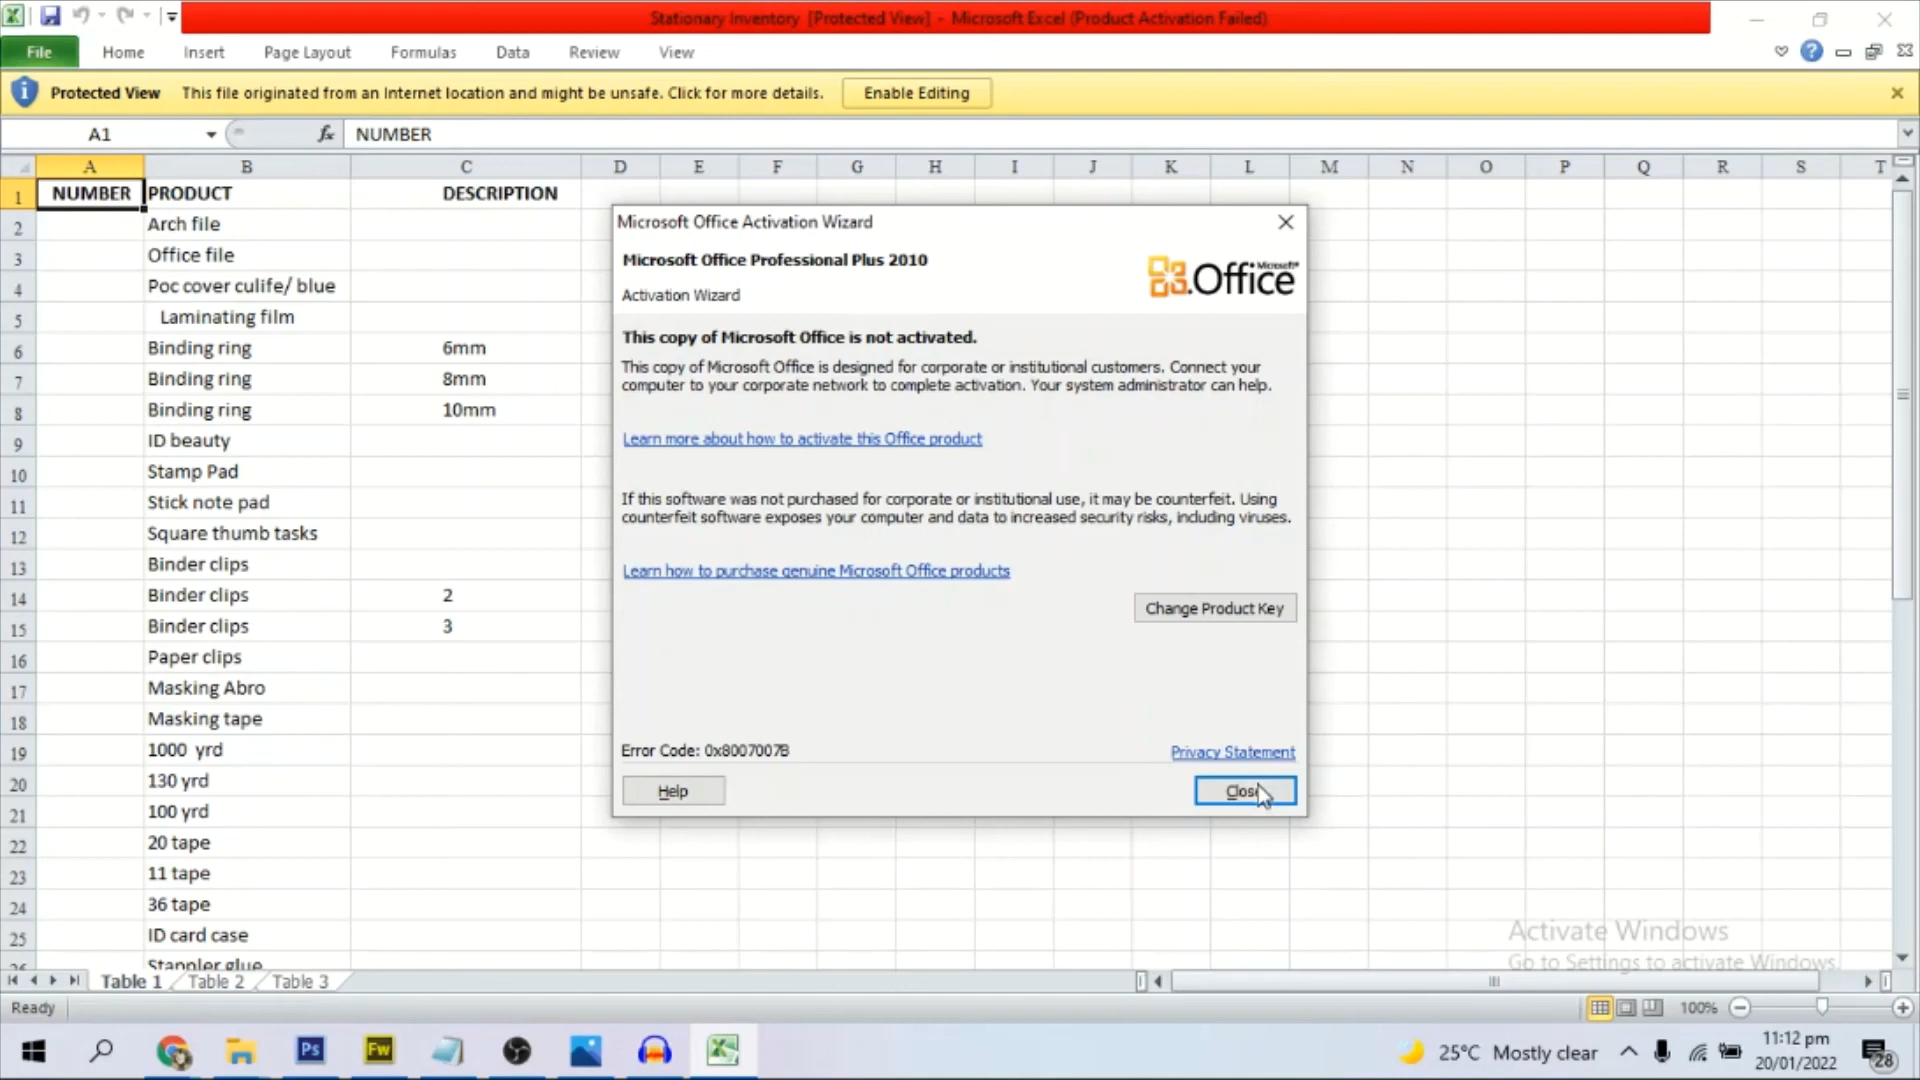 Stationary Inventory [Protected View] - Microsoft Excel (Product Activation Failed)
File Home Insert Page Layout Formulas Data Review View
Protected View This file originated from an Internet location and might be unsafe. Click for more details. Enable Editing
A1 fx NUMBER
A B C D E F G H I J K L M N O P Q R S T
1 NUMBER PRODUCT DESCRIPTION
2 Arch file
3 Office file
4 Poc cover culife/ blue
5 Laminating film
6 Binding ring 6mm
7 Binding ring 8mm
8 Binding ring 10mm
9 ID beauty
10 Stamp Pad
11 Stick note pad
12 Square thumb tasks
13 Binder clips
14 Binder clips 2
15 Binder clips 3
16 Paper clips
17 Masking Abro
18 Masking tape
19 1000 yrd
20 130 yrd
21 100 yrd
22 20 tape
23 11 tape
24 36 tape
25 ID card case
26 Stappler glue
Microsoft Office Activation Wizard
Microsoft Office Professional Plus 2010
Microsoft Office
Activation Wizard
This copy of Microsoft Office is not activated.
This copy of Microsoft Office is designed for corporate or institutional customers. Connect your
computer to your corporate network to complete activation. Your system administrator can help.
Learn more about how to activate this Office product
If this software was not purchased for corporate or institutional use, it may be counterfeit. Using
counterfeit software exposes your computer and data to increased security risks, including viruses.
Learn how to purchase genuine Microsoft Office products
Change Product Key
Error Code: 0x8007007B
Privacy Statement
Help Close
Activate Windows
Go to Settings to activate Windows.
Table 1 Table 2 Table 3
Ready 100%
Ps Fw 25°C Mostly clear
11:12 pm
20/01/2022
28